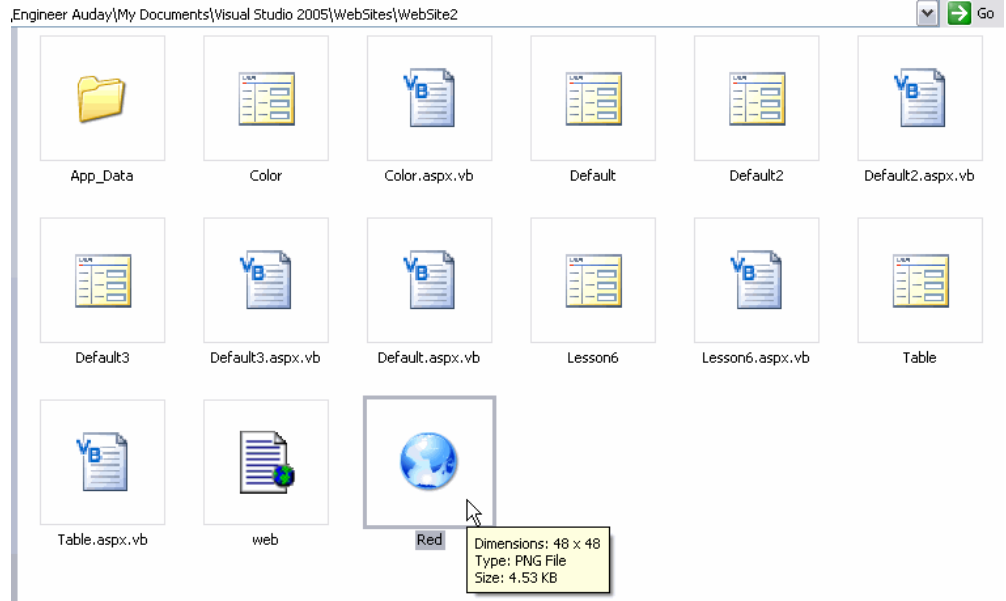 ,Engineer Auday\My Documents\Visual Studio 2005\WebSites\WebSite2 Go
App_Data Color Color.aspx.vb Default Default2 Default2.aspx.vb
Default3 Default3.aspx.vb Default.aspx.vb Lesson6 Lesson6.aspx.vb Table
Table.aspx.vb web Red
Dimensions: 48 x 48
Type: PNG File
Size: 4.53 KB